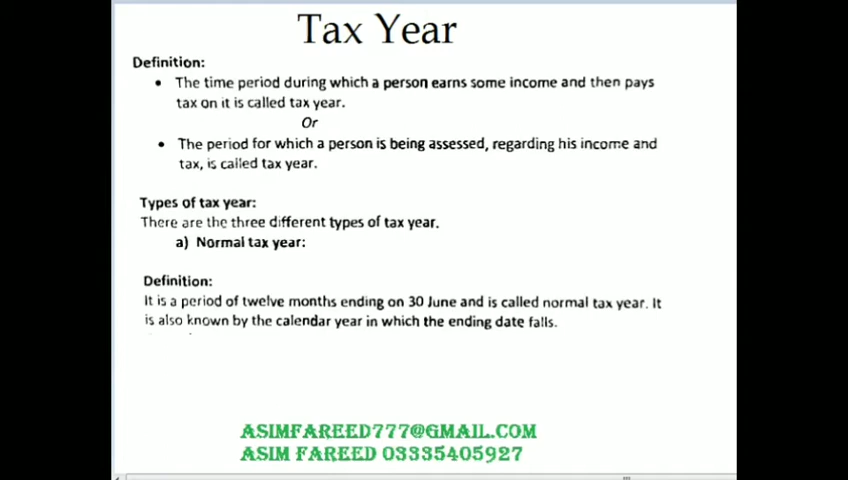 Tax Year
Definition:
• The time period during which a person earns some income and then pays
tax on it is called tax year.
Or
• The period for which a person is being assessed, regarding his income and
tax, is called tax year.
Types of tax year:
There are the three different types of tax year.
a) Normal tax year:
Definition:
It is a period of twelve months ending on 30 June and is called normal tax year. It
is also known by the calendar year in which the ending date falls.
ASIMFAREED777@GMAIL.COM
ASIM FAREED 03335405927